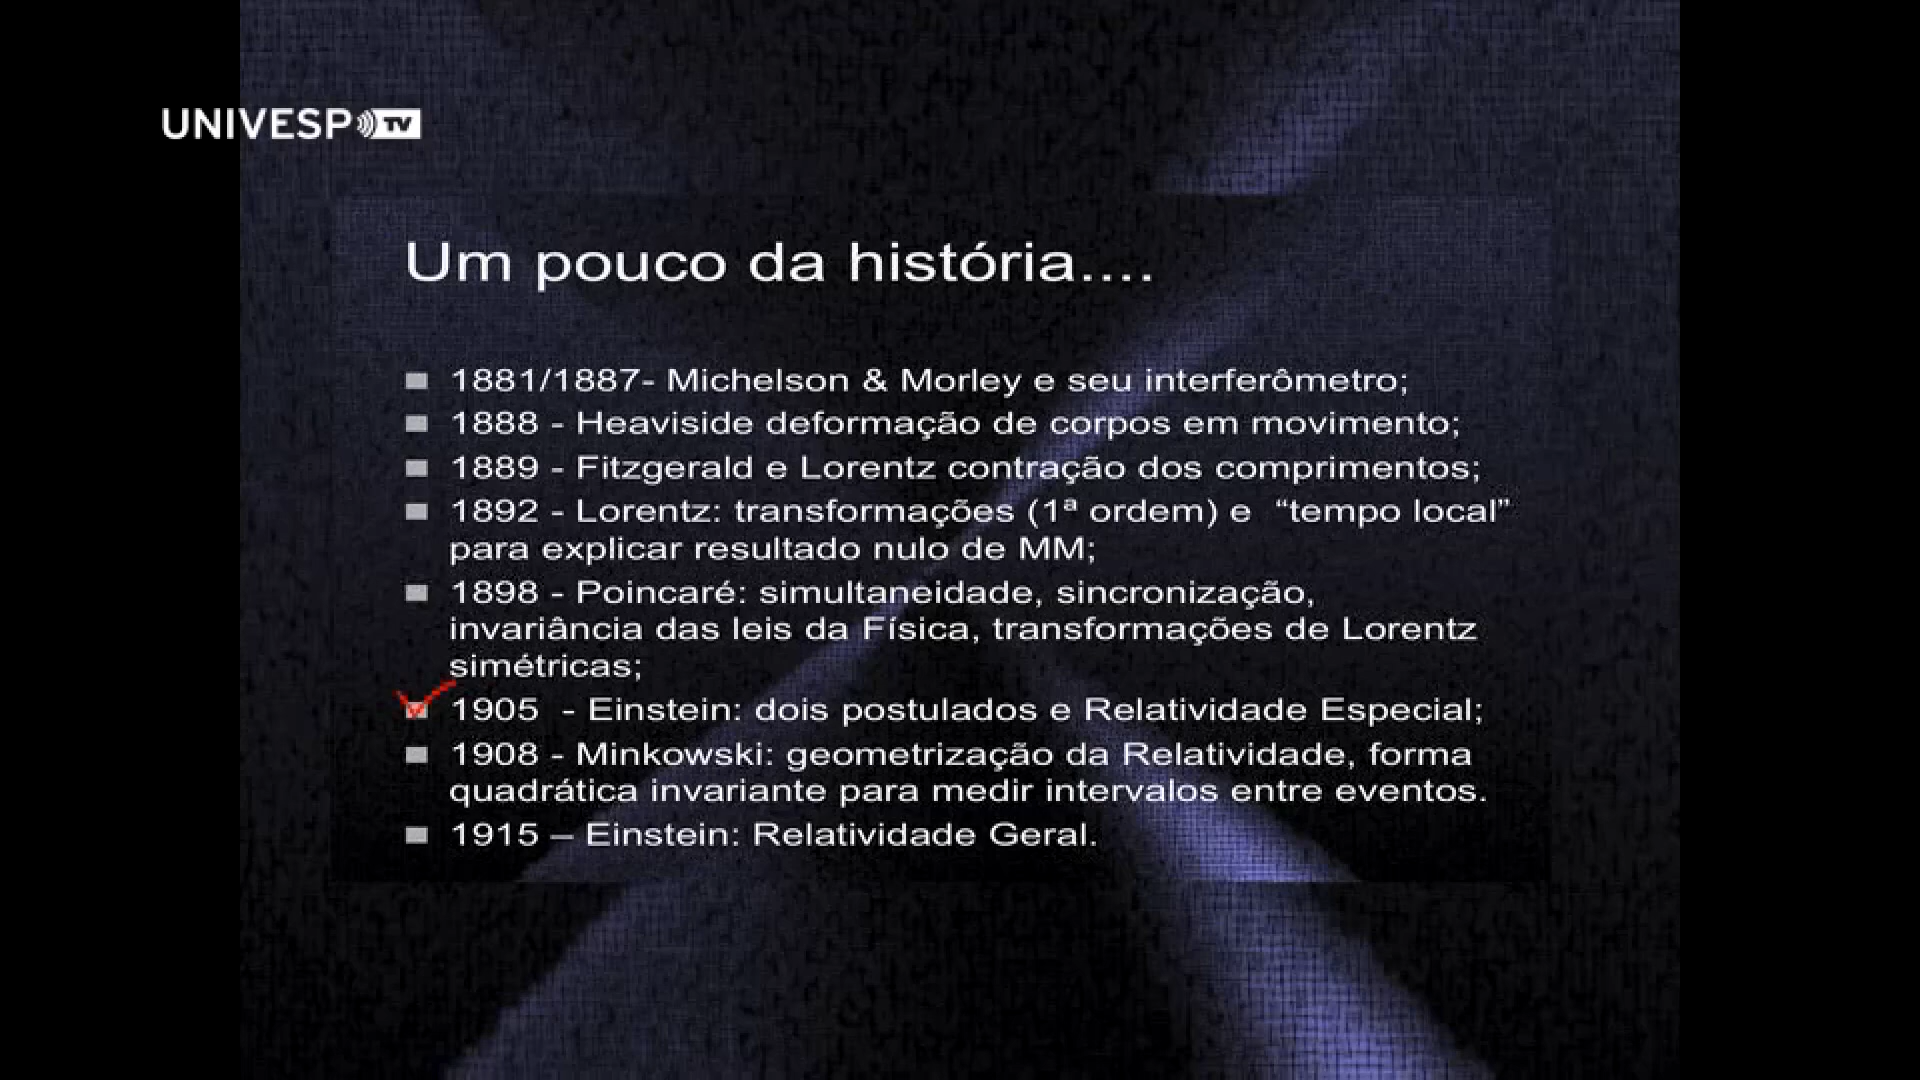 UNIVESP TV
Um pouco da história....
1881/1887- Michelson & Morley e seu interferômetro;
1888 - Heaviside deformação de corpos em movimento;
1889 - Fitzgerald e Lorentz contração dos comprimentos;
1892 - Lorentz: transformações (1ª ordem) e “tempo local”
para explicar resultado nulo de MM;
1898 - Poincaré: simultaneidade, sincronização,
invariância das leis da Física, transformações de Lorentz
simétricas;
1905 - Einstein: dois postulados e Relatividade Especial;
1908 - Minkowski: geometrização da Relatividade, forma
quadrática invariante para medir intervalos entre eventos.
1915 – Einstein: Relatividade Geral.